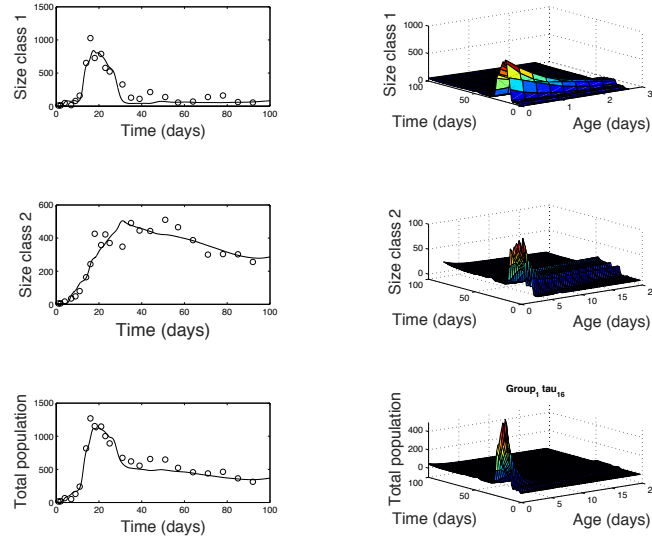 1500
1000
500
0
0 20 40 60 80 100
Size class 1
Time (days)
1000
500
0
100
50
0
0
1
2
3
Size class 1
Time (days)
Age (days)
600
400
200
0
0 20 40 60 80 100
Size class 2
Time (days)
100
50
0
100
50
0
0
5
10
15
Size class 2
Time (days)
Age (days)
1500
1000
500
0
0 20 40 60 80 100
Total population
Time (days)
Group1 tau16
400
200
0
100
50
0
0
5
10
15
Total population
Time (days)
Age (days)